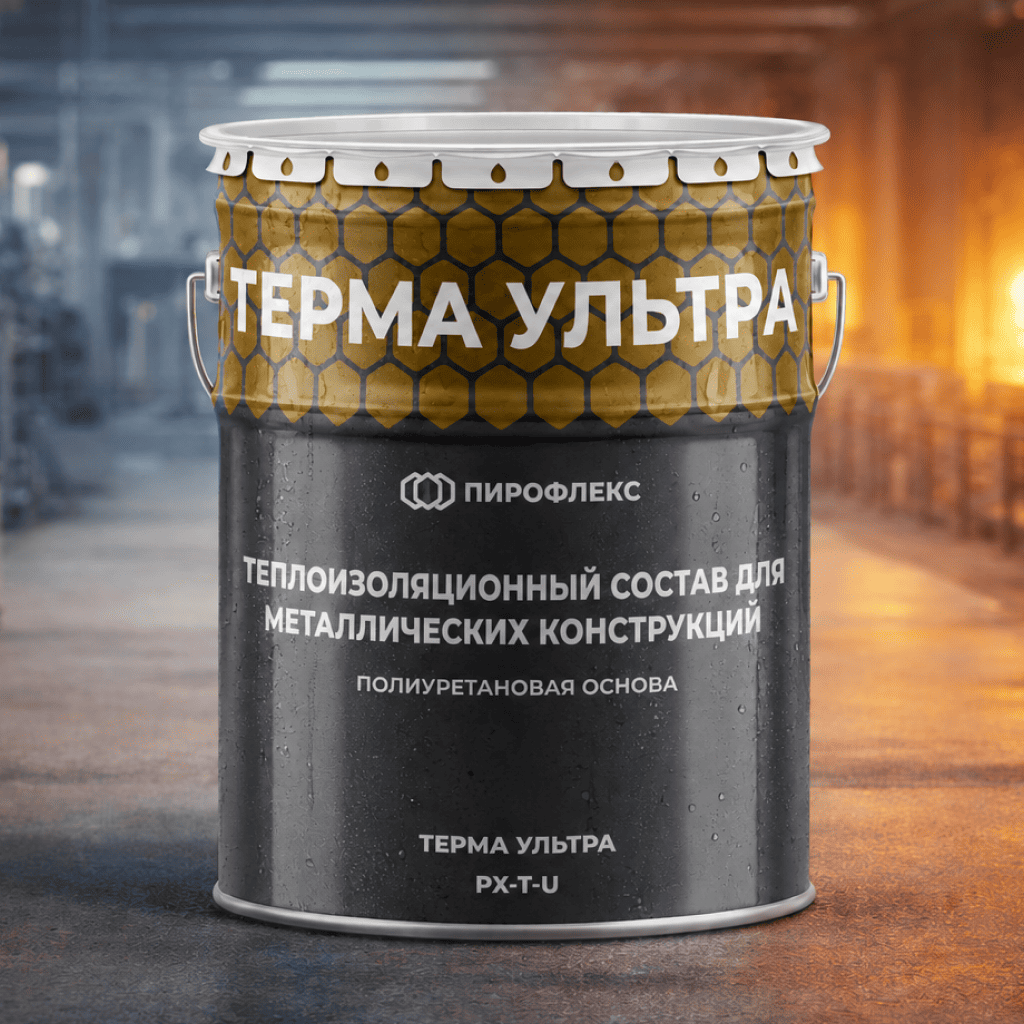 ТЕРМА УЛЬТРА
ПИРОФЛЕКС
ТЕПЛОИЗОЛЯЦИОННЫЙ СОСТАВ ДЛЯ
МЕТАЛЛИЧЕСКИХ КОНСТРУКЦИЙ
ПОЛИУРЕТАНОВАЯ ОСНОВА
ТЕРМА УЛЬТРА
PX-T-U